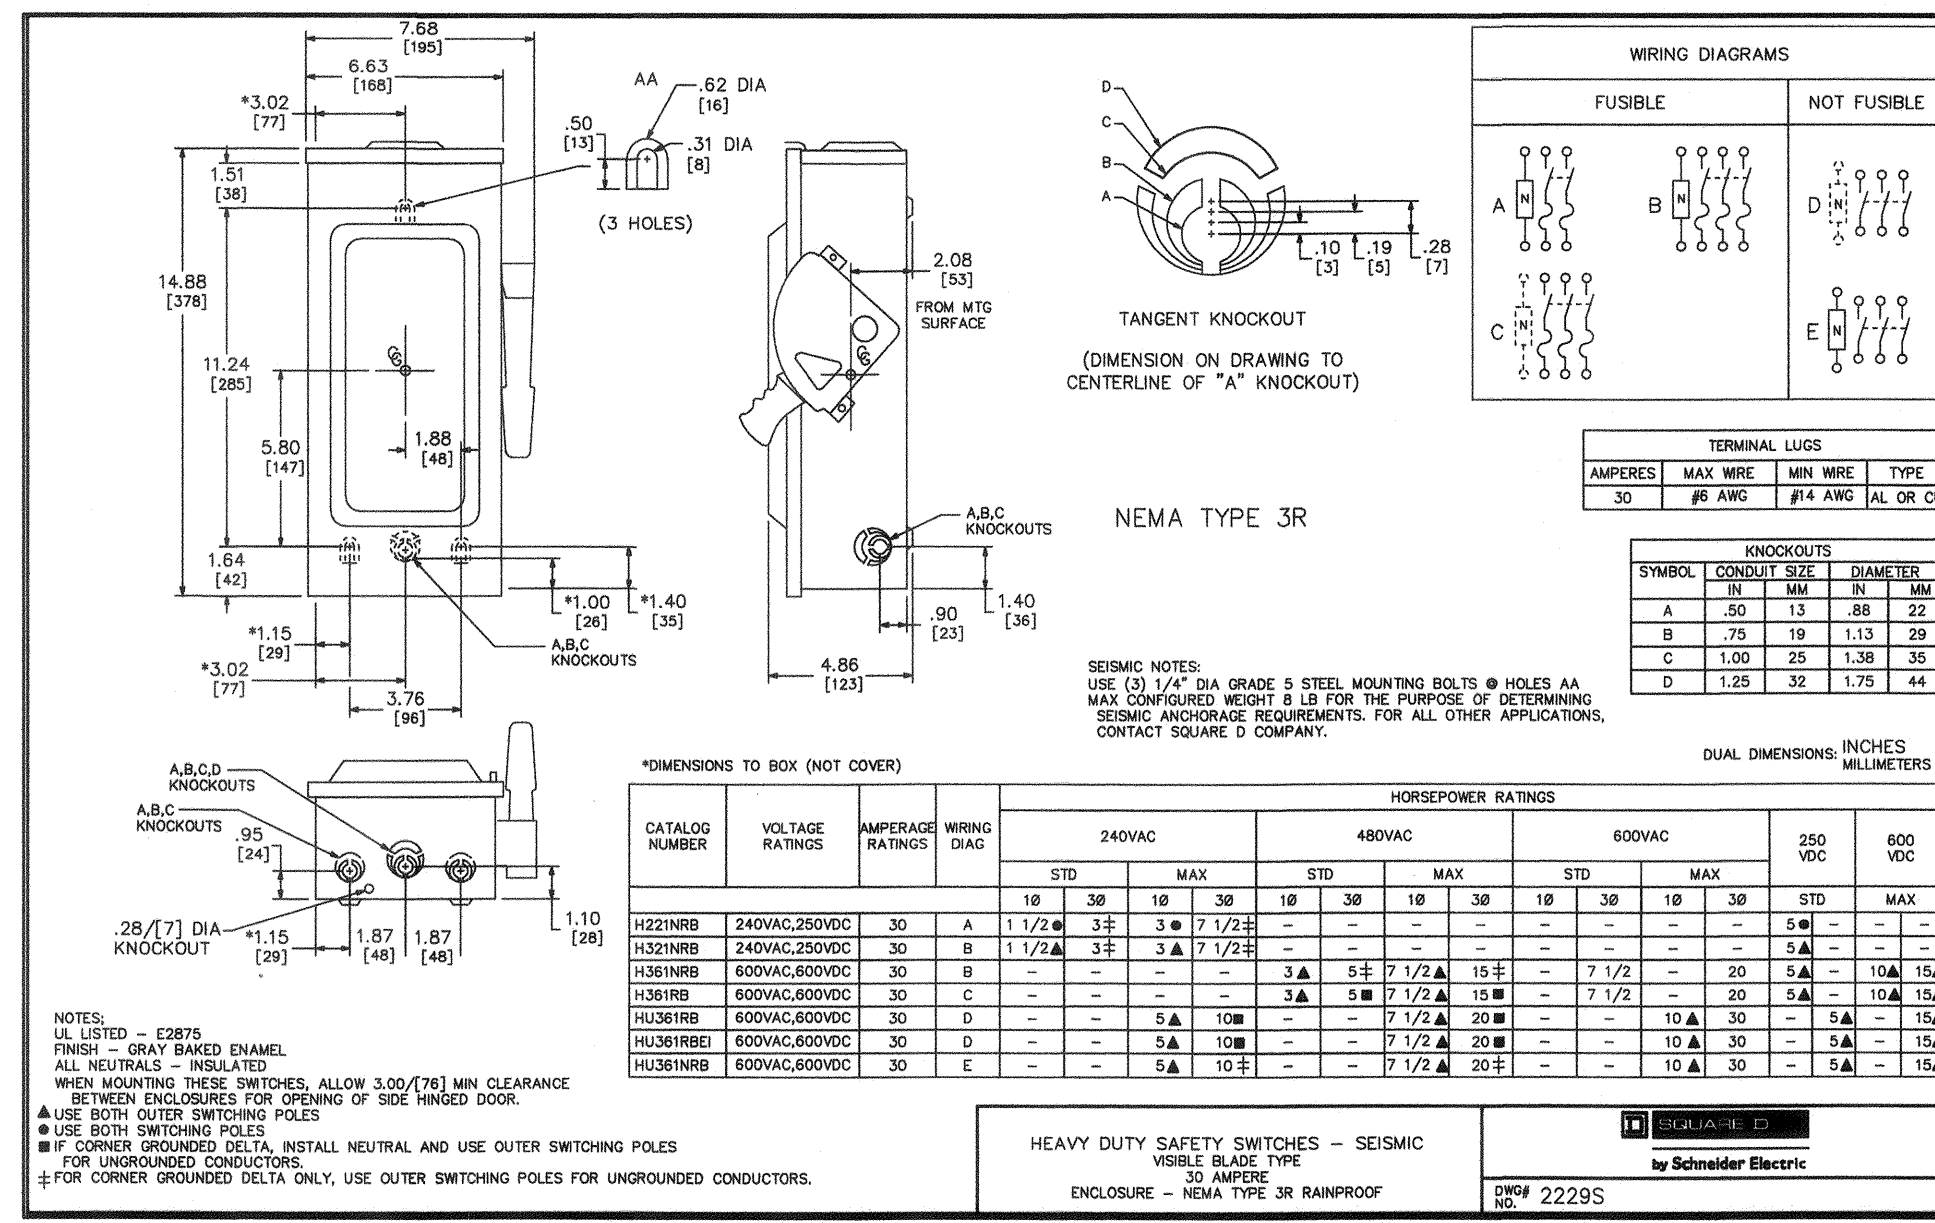 7.68
[195]
6.63
[168]
*3.02
[77]
1.51
[38]
14.88
[378]
11.24
[285]
5.80
[147]
1.88
[48]
1.64
[42]
*1.00
[26]
*1.40
[35]
*1.15
[29]
*3.02
[77]
3.76
[96]
A,B,C
KNOCKOUTS
AA
.62 DIA
[16]
.50
[13]
.31 DIA
[8]
(3 HOLES)
2.08
[53]
FROM MTG
SURFACE
A,B,C
KNOCKOUTS
.90
[23]
1.40
[36]
4.86
[123]
D
C
B
A
.10
[3]
.19
[5]
.28
[7]
TANGENT KNOCKOUT
(DIMENSION ON DRAWING TO
CENTERLINE OF "A" KNOCKOUT)
NEMA TYPE 3R
WIRING DIAGRAMS
FUSIBLE NOT FUSIBLE
A N B N D N
C N E N
TERMINAL LUGS
AMPERES MAX WIRE MIN WIRE TYPE
30 #6 AWG #14 AWG AL OR
KNOCKOUTS
SYMBOL CONDUIT SIZE DIAMETER
IN MM IN MM
A .50 13 .88 22
B .75 19 1.13 29
C 1.00 25 1.38 35
D 1.25 32 1.75 44
SEISMIC NOTES:
USE (3) 1/4" DIA GRADE 5 STEEL MOUNTING BOLTS @ HOLES AA
MAX CONFIGURED WEIGHT 8 LB FOR THE PURPOSE OF DETERMINING
SEISMIC ANCHORAGE REQUIREMENTS. FOR ALL OTHER APPLICATIONS,
CONTACT SQUARE D COMPANY.
DUAL DIMENSIONS: INCHES
MILLIMETERS
A,B,C,D
KNOCKOUTS
A,B,C
KNOCKOUTS
.95
[24]
.28/[7] DIA
KNOCKOUT
*1.15
[29]
1.87
[48]
1.87
[48]
1.10
[28]
*DIMENSIONS TO BOX (NOT COVER)
CATALOG NUMBER VOLTAGE RATINGS AMPERAGE RATINGS WIRING DIAG HORSEPOWER RATINGS
240VAC 480VAC 600VAC 250 VDC 600 VDC
STD MAX STD MAX STD MAX
1Ø 3Ø 1Ø 3Ø 1Ø 3Ø 1Ø 3Ø 1Ø 3Ø 1Ø 3Ø STD MAX
H221NRB 240VAC,250VDC 30 A 1 1/2● 3‡ 3● 7 1/2‡ – – – – – – – – 5● – – –
H321NRB 240VAC,250VDC 30 B 1 1/2▲ 3‡ 3▲ 7 1/2‡ – – – – – – – – 5▲ – – –
H361NRB 600VAC,600VDC 30 B – – – – 3▲ 5‡ 7 1/2▲ 15‡ – 7 1/2 – 20 5▲ – 10▲ 15▲
H361RB 600VAC,600VDC 30 C – – – – 3▲ 5■ 7 1/2▲ 15■ – 7 1/2 – 20 5▲ – 10▲ 15▲
HU361RB 600VAC,600VDC 30 D – – 5▲ 10■ – – 7 1/2▲ 20■ – – 10▲ 30 – 5▲ – 15▲
HU361RBEI 600VAC,600VDC 30 D – – 5▲ 10■ – – 7 1/2▲ 20■ – – 10▲ 30 – 5▲ – 15▲
HU361NRB 600VAC,600VDC 30 E – – 5▲ 10‡ – – 7 1/2▲ 20‡ – – 10▲ 30 – 5▲ – 15▲
NOTES;
UL LISTED – E2875
FINISH – GRAY BAKED ENAMEL
ALL NEUTRALS – INSULATED
WHEN MOUNTING THESE SWITCHES, ALLOW 3.00/[76] MIN CLEARANCE
BETWEEN ENCLOSURES FOR OPENING OF SIDE HINGED DOOR.
▲ USE BOTH OUTER SWITCHING POLES
● USE BOTH SWITCHING POLES
■ IF CORNER GROUNDED DELTA, INSTALL NEUTRAL AND USE OUTER SWITCHING POLES
FOR UNGROUNDED CONDUCTORS.
‡ FOR CORNER GROUNDED DELTA ONLY, USE OUTER SWITCHING POLES FOR UNGROUNDED CONDUCTORS.
HEAVY DUTY SAFETY SWITCHES – SEISMIC
VISIBLE BLADE TYPE
30 AMPERE
ENCLOSURE – NEMA TYPE 3R RAINPROOF
D SQUARE D
by Schneider Electric
DWG# NO. 2229S